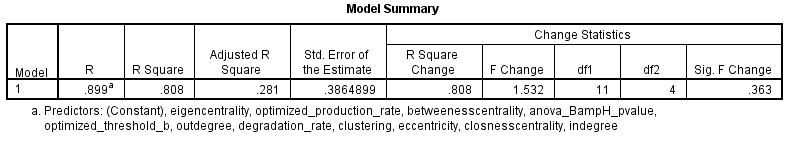 Model Summary
Change Statistics
Model R R Square Adjusted R Square Std. Error of the Estimate R Square Change F Change df1 df2 Sig. F Change
1 .899a .808 .281 .3864899 .808 1.532 11 4 .363
a. Predictors: (Constant), eigencentrality, optimized_production_rate, betweenesscentrality, anova_BampH_pvalue,
optimized_threshold_b, outdegree, degradation_rate, clustering, eccentricity, closnesscentrality, indegree